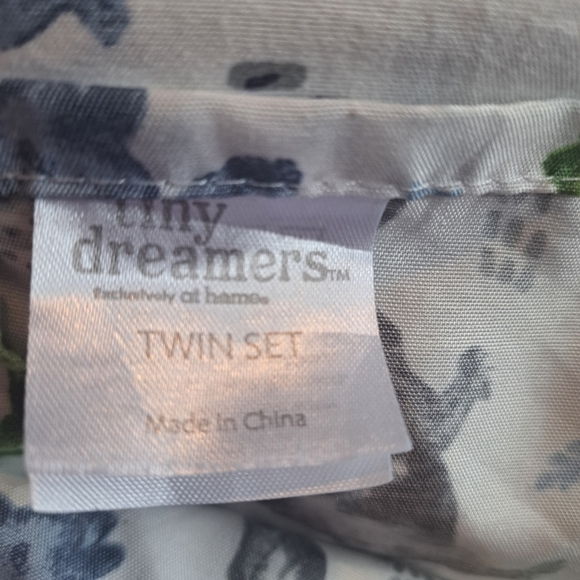 tiny
dreamers™
Exclusively at home®
TWIN SET
Made in China